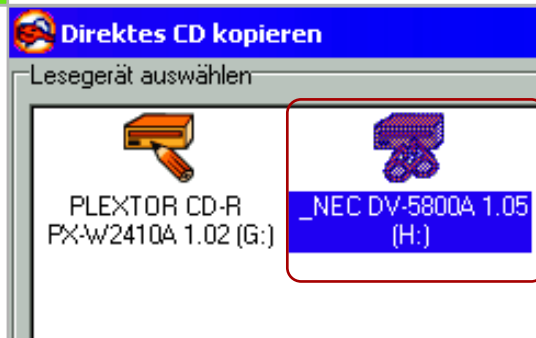 Direktes CD kopieren
Lesegerät auswählen
PLEXTOR CD-R
PX-W2410A 1.02 (G:)
_NEC DV-5800A 1.05
(H:)